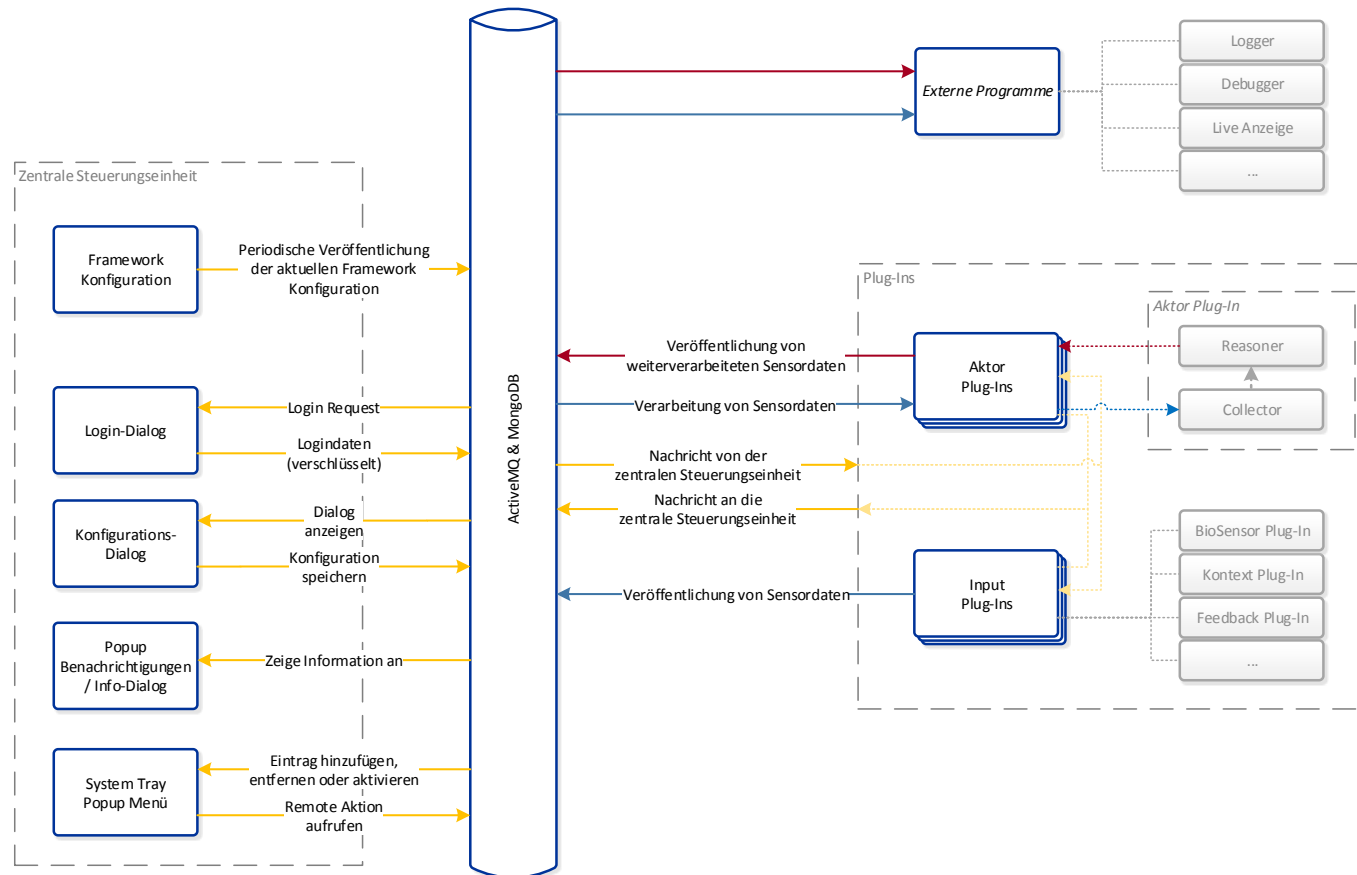 Logger
Debugger
Externe Programme
Live Anzeige
...
Zentrale Steuerungseinheit
Framework
Konfiguration
Periodische Veröffentlichung
der aktuellen Framework
Konfiguration
Login-Dialog
Login Request
Logindaten
(verschlüsselt)
Konfigurations-
Dialog
Dialog
anzeigen
Konfiguration
speichern
Popup
Benachrichtigungen
/ Info-Dialog
Zeige Information an
System Tray
Popup Menü
Eintrag hinzufügen,
entfernen oder aktivieren
Remote Aktion
aufrufen
ActiveMQ & MongoDB
Plug-Ins
Veröffentlichung von
weiterverarbeiteten Sensordaten
Verarbeitung von Sensordaten
Nachricht von der
zentralen Steuerungseinheit
Nachricht an die
zentrale Steuerungseinheit
Veröffentlichung von Sensordaten
Aktor
Plug-Ins
Input
Plug-Ins
Aktor Plug-In
Reasoner
Collector
BioSensor Plug-In
Kontext Plug-In
Feedback Plug-In
...